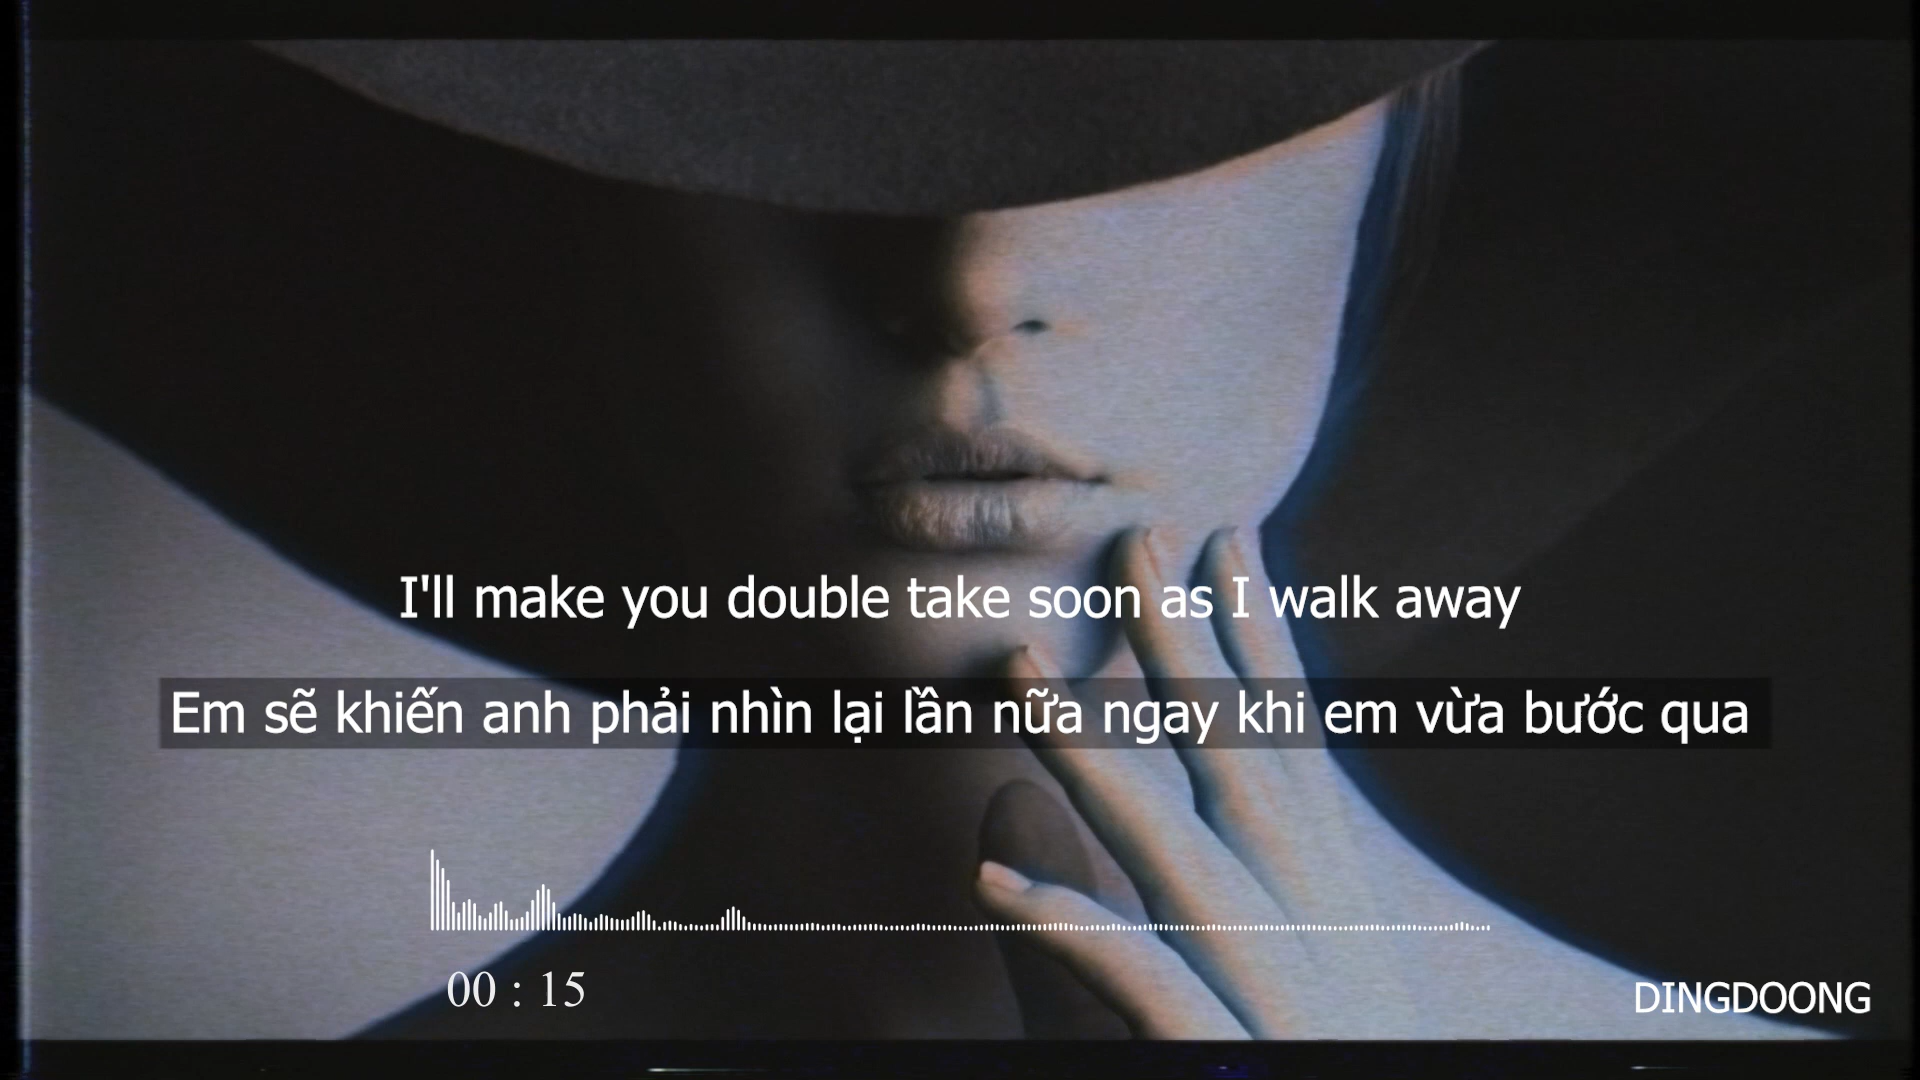 I'll make you double take soon as I walk away
Em sẽ khiến anh phải nhìn lại lần nữa ngay khi em vừa bước qua
00 : 15
DINGDOONG